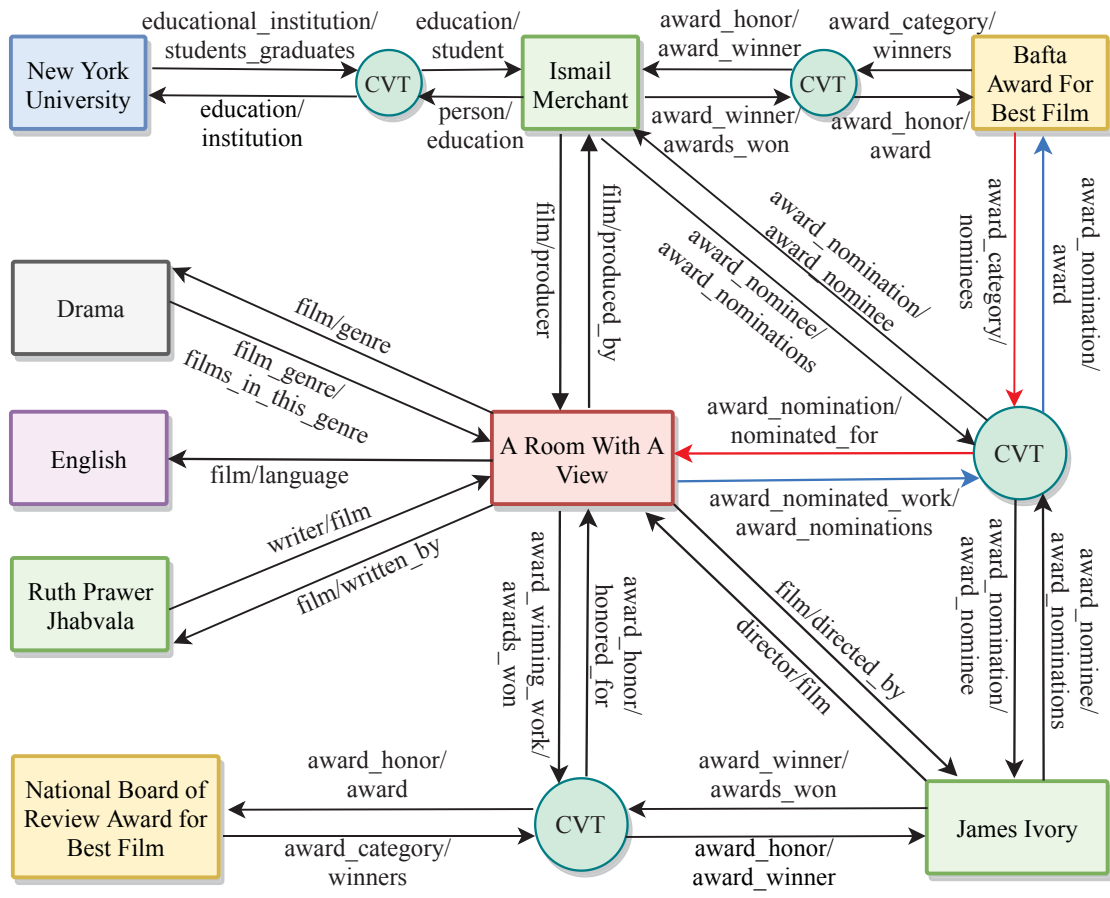 educational_institution/
students_graduates
education/
student
award_honor/
award_winner
award_category/
winners
New York
University
CVT
Ismail
Merchant
CVT
Bafta
Award For
Best Film
education/
institution
person/
education
award_winner/
awards_won
award_honor/
award
film/producer
film/produced_by
award_nomination/
award_nominee
award_nominee/
award_nominations
award_category/
nominees
award_nomination/
award
Drama
film/genre
film_genre/
films_in_this_genre
English
film/language
A Room With A
View
award_nomination/
nominated_for
CVT
award_nominated_work/
award_nominations
writer/film
film/written_by
Ruth Prawer
Jhabvala
award_winning_work/
awards_won
award_honor/
honored_for
film/directed_by
director/film
award_nomination/
award_nominee
award_nominee/
award_nominations
National Board of
Review Award for
Best Film
award_honor/
award
CVT
award_winner/
awards_won
James Ivory
award_category/
winners
award_honor/
award_winner